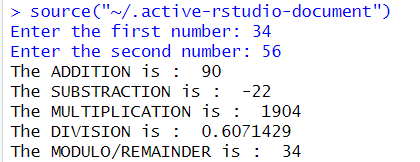 > source("~/.active-rstudio-document")
Enter the first number: 34
Enter the second number: 56
The ADDITION is :  90
The SUBSTRACTION is :  -22
The MULTIPLICATION is :  1904
The DIVISION is :  0.6071429
The MODULO/REMAINDER is :  34